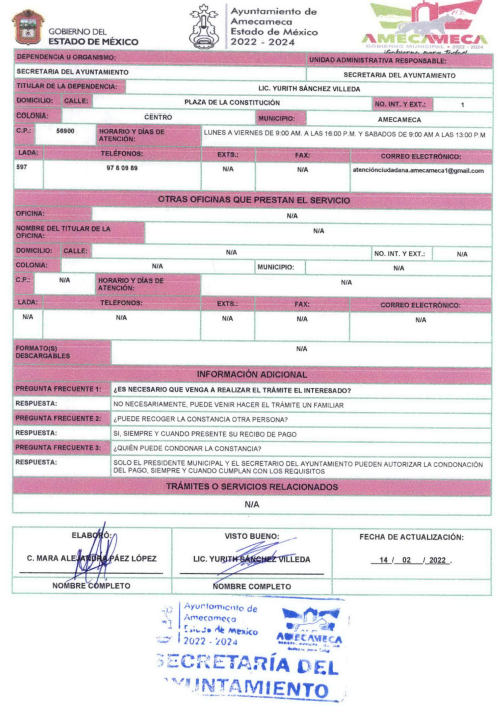 GOBIERNO DEL
ESTADO DE MÉXICO
Ayuntamiento de
Amecameca
Estado de México
2022 - 2024
AMECAMECA
GOBIERNO MUNICIPAL • 2022 - 2024
Gobierno para Todos
DEPENDENCIA U ORGANISMO: UNIDAD ADMINISTRATIVA RESPONSABLE:
SECRETARIA DEL AYUNTAMIENTO SECRETARIA DEL AYUNTAMIENTO
TITULAR DE LA DEPENDENCIA: LIC. YURITH SÁNCHEZ VILLEDA
DOMICILIO: CALLE: PLAZA DE LA CONSTITUCIÓN NO. INT. Y EXT.: 1
COLONIA: CENTRO MUNICIPIO: AMECAMECA
C.P.: 56900 HORARIO Y DÍAS DE ATENCIÓN: LUNES A VIERNES DE 9:00 AM. A LAS 16:00 P.M. Y SABADOS DE 9:00 AM A LAS 13:00 P.M
LADA: TELÉFONOS: EXTS.: FAX: CORREO ELECTRÓNICO:
597 97 8 09 89 N/A N/A atenciónciudadana.amecameca1@gmail.com
OTRAS OFICINAS QUE PRESTAN EL SERVICIO
OFICINA: N/A
NOMBRE DEL TITULAR DE LA OFICINA: N/A
DOMICILIO: CALLE: N/A NO. INT. Y EXT.: N/A
COLONIA: N/A MUNICIPIO: N/A
C.P.: N/A HORARIO Y DÍAS DE ATENCIÓN: N/A
LADA: TELÉFONOS: EXTS.: FAX: CORREO ELECTRÓNICO:
N/A N/A N/A N/A N/A
FORMATO(S) DESCARGABLES N/A
INFORMACIÓN ADICIONAL
PREGUNTA FRECUENTE 1: ¿ES NECESARIO QUE VENGA A REALIZAR EL TRÁMITE EL INTERESADO?
RESPUESTA: NO NECESARIAMENTE, PUEDE VENIR HACER EL TRÁMITE UN FAMILIAR
PREGUNTA FRECUENTE 2: ¿PUEDE RECOGER LA CONSTANCIA OTRA PERSONA?
RESPUESTA: SI, SIEMPRE Y CUANDO PRESENTE SU RECIBO DE PAGO
PREGUNTA FRECUENTE 3: ¿QUIÉN PUEDE CONDONAR LA CONSTANCIA?
RESPUESTA: SOLO EL PRESIDENTE MUNICIPAL Y EL SECRETARIO DEL AYUNTAMIENTO PUEDEN AUTORIZAR LA CONDONACIÓN
DEL PAGO, SIEMPRE Y CUANDO CUMPLAN CON LOS REQUISITOS
TRÁMITES O SERVICIOS RELACIONADOS
N/A
ELABORÓ: VISTO BUENO: FECHA DE ACTUALIZACIÓN:
C. MARA ALEJANDRA PÁEZ LÓPEZ LIC. YURITH SÁNCHEZ VILLEDA 14 / 02 / 2022 .
NOMBRE COMPLETO NOMBRE COMPLETO
Ayuntamiento de
Amecameca
Estado de México
2022 - 2024
AMECAMECA
SECRETARÍA DEL
AYUNTAMIENTO